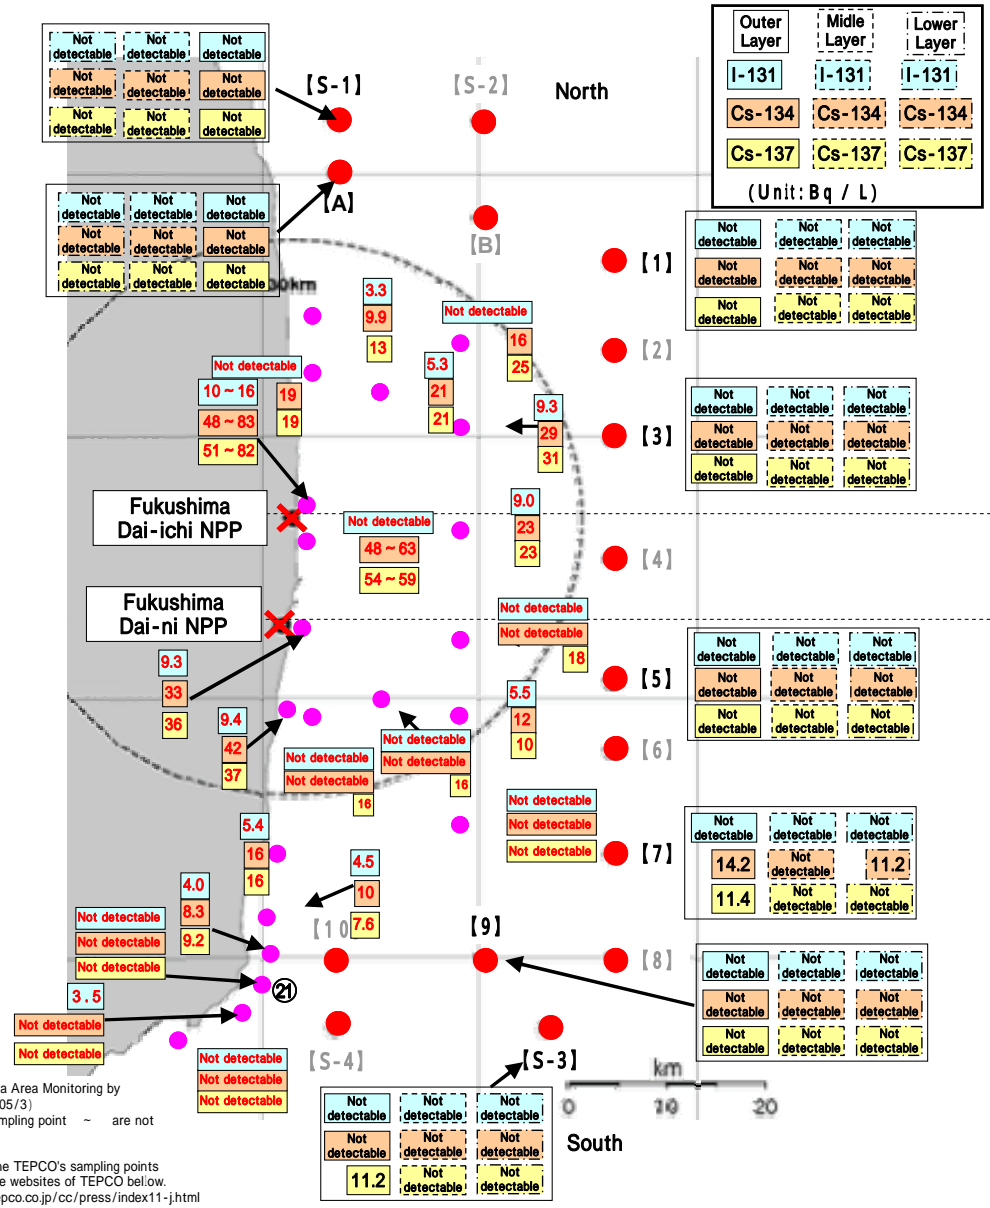 Outer Layer
Midle Layer
Lower Layer
I-131 I-131 I-131
Cs-134 Cs-134 Cs-134
Cs-137 Cs-137 Cs-137
(Unit: Bq / L)
North
Not detectable Not detectable Not detectable
Not detectable Not detectable Not detectable
Not detectable Not detectable Not detectable
【S-1】
【S-2】
Not detectable Not detectable Not detectable
Not detectable Not detectable Not detectable
Not detectable Not detectable Not detectable
【A】
【B】
【1】
Not detectable Not detectable Not detectable
Not detectable Not detectable Not detectable
Not detectable Not detectable Not detectable
3.3
9.9
13
Not detectable
16
25
【2】
Not detectable
19
19
10～16
48～83
51～82
5.3
21
21
9.3
29
31
【3】
Not detectable Not detectable Not detectable
Not detectable Not detectable Not detectable
Not detectable Not detectable Not detectable
Fukushima
Dai-ichi NPP
Not detectable
48～63
54～59
9.0
23
23
【4】
Fukushima
Dai-ni NPP
Not detectable
Not detectable
18
9.3
33
36
【5】
Not detectable Not detectable Not detectable
Not detectable Not detectable Not detectable
Not detectable Not detectable Not detectable
9.4
42
37
Not detectable
Not detectable
16
Not detectable
Not detectable
16
5.5
12
10
【6】
Not detectable
Not detectable
Not detectable
【7】
Not detectable Not detectable Not detectable
14.2 Not detectable 11.2
11.4 Not detectable Not detectable
5.4
16
16
4.5
10
7.6
4.0
8.3
9.2
【10
【9】
【8】
Not detectable
Not detectable
Not detectable
㉑
3.5
Not detectable
Not detectable
Not detectable Not detectable Not detectable
Not detectable Not detectable Not detectable
Not detectable Not detectable Not detectable
Not detectable
Not detectable
Not detectable
【S-4】
【S-3】
Not detectable Not detectable Not detectable
Not detectable Not detectable Not detectable
11.2 Not detectable Not detectable
km
0 10 20
South
a Area Monitoring by
05/3)
mpling point ~ are not
he TEPCO's sampling points
e websites of TEPCO bellow.
epco.co.jp/cc/press/index11-j.html